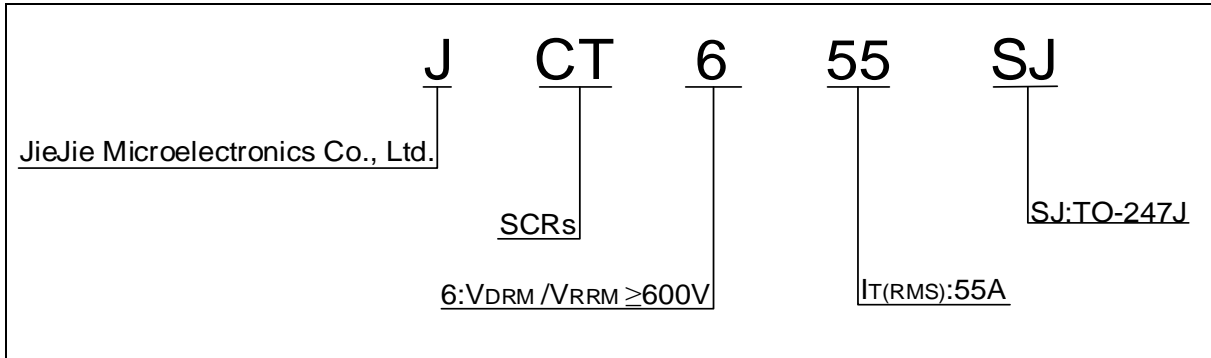 J CT 6 55 SJ
JieJie Microelectronics Co., Ltd.
SCRs
SJ:TO-247J
6:VDRM /VRRM ≥600V
IT(RMS):55A